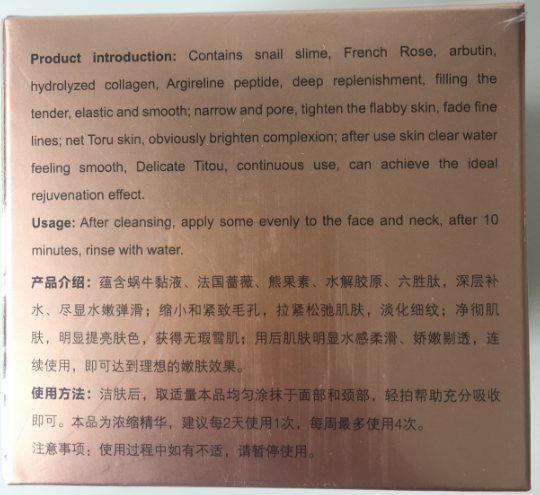 Product introduction: Contains snail slime, French Rose, arbutin,
hydrolyzed collagen, Argireline peptide, deep replenishment, filling the
tender, elastic and smooth; narrow and pore, tighten the flabby skin, fade fine
lines; net Toru skin, obviously brighten complexion; after use skin clear water
feeling smooth, Delicate Titou, continuous use, can achieve the ideal
rejuvenation effect.
Usage: After cleansing, apply some evenly to the face and neck, after 10
minutes, rinse with water.
产品介绍：蕴含蜗牛黏液、法国蔷薇、熊果素、水解胶原、六胜肽，深层补
水、尽显水嫩弹滑；缩小和紧致毛孔，拉紧松弛肌肤，淡化细纹；净彻肌
肤，明显提亮肤色，获得无瑕雪肌；用后肌肤明显水感柔滑、娇嫩剔透，连
续使用，即可达到理想的嫩肤效果。
使用方法：洁肤后，取适量本品均匀涂抹于面部和颈部，轻拍帮助充分吸收
即可。本品为浓缩精华，建议每2天使用1次，每周最多使用4次。
注意事项：使用过程中如有不适，请暂停使用。